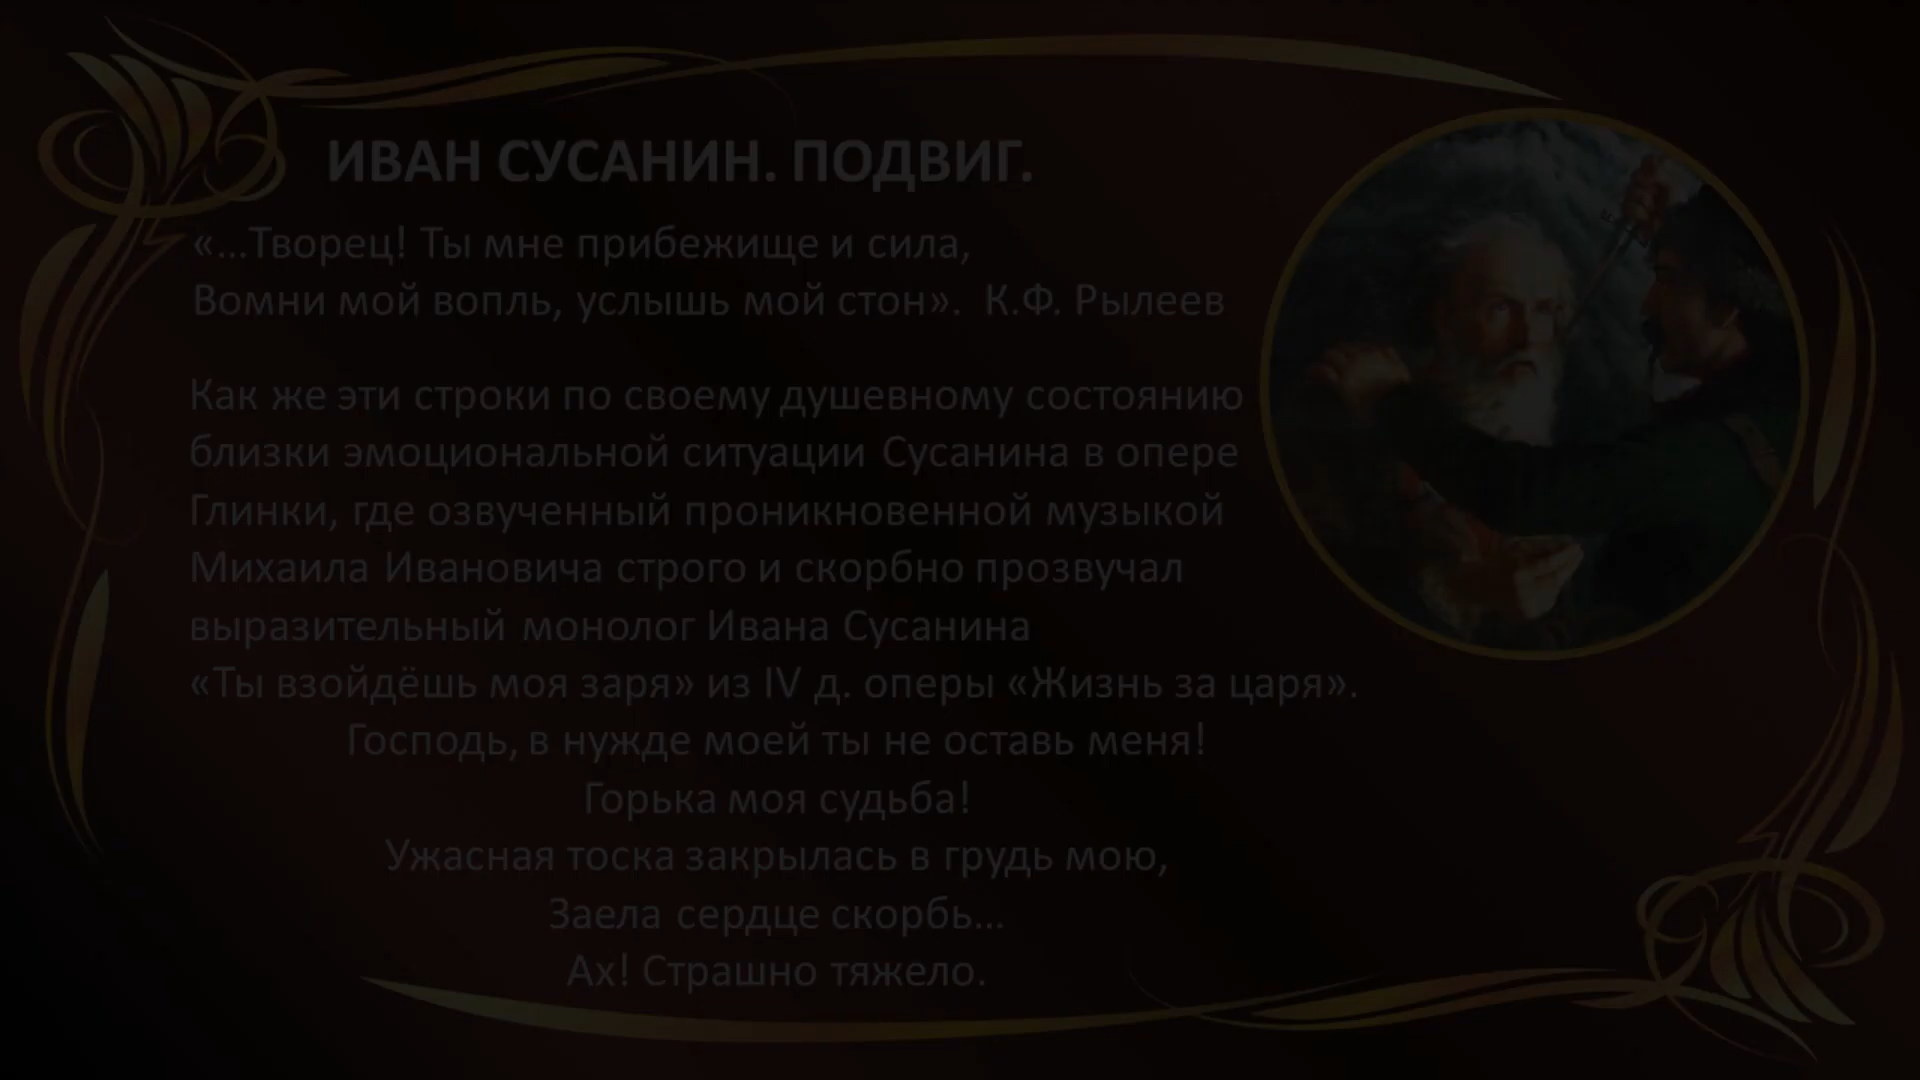 ИВАН СУСАНИН. ПОДВИГ.
«...Творец! Ты мне прибежище и сила,
Вомни мой вопль, услышь мой стон». К.Ф. Рылеев
Как же эти строки по своему душевному состоянию
близки эмоциональной ситуации Сусанина в опере
Глинки, где озвученный проникновенной музыкой
Михаила Ивановича строго и скорбно прозвучал
выразительный монолог Ивана Сусанина
«Ты взойдёшь моя заря» из IV д. оперы «Жизнь за царя».
Господь, в нужде моей ты не оставь меня!
Горька моя судьба!
Ужасная тоска закрылась в грудь мою,
Заела сердце скорбь...
Ах! Страшно тяжело.